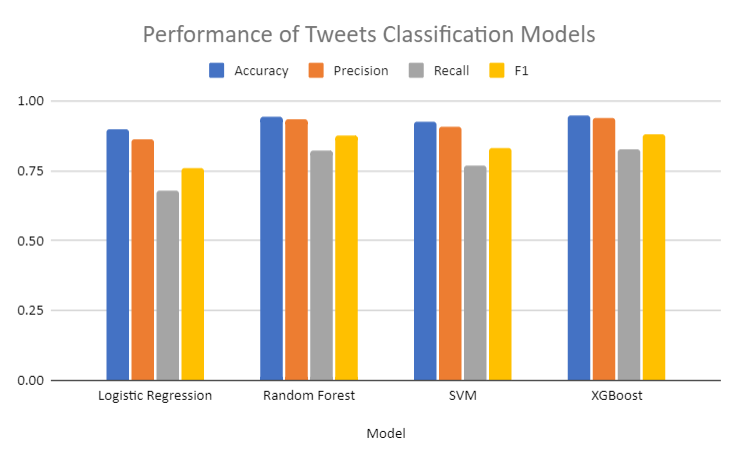 Performance of Tweets Classification Models
Accuracy Precision Recall F1
1.00
0.75
0.50
0.25
0.00
Logistic Regression Random Forest SVM XGBoost
Model